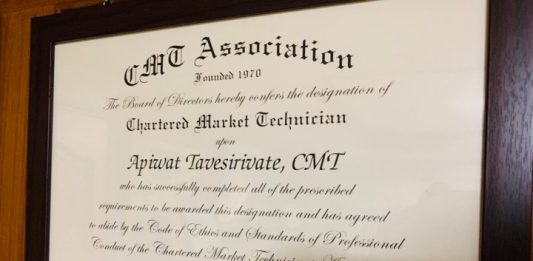 CMT Association
Founded 1970
The Board of Directors hereby confers the designation of
Chartered Market Technician
upon
Apiwat Tavesirivate, CMT
who has successfully completed all of the prescribed
requirements to be awarded this designation and has agreed
to abide by the Code of Ethics and Standards of Professional
Conduct of the Chartered Market Technician